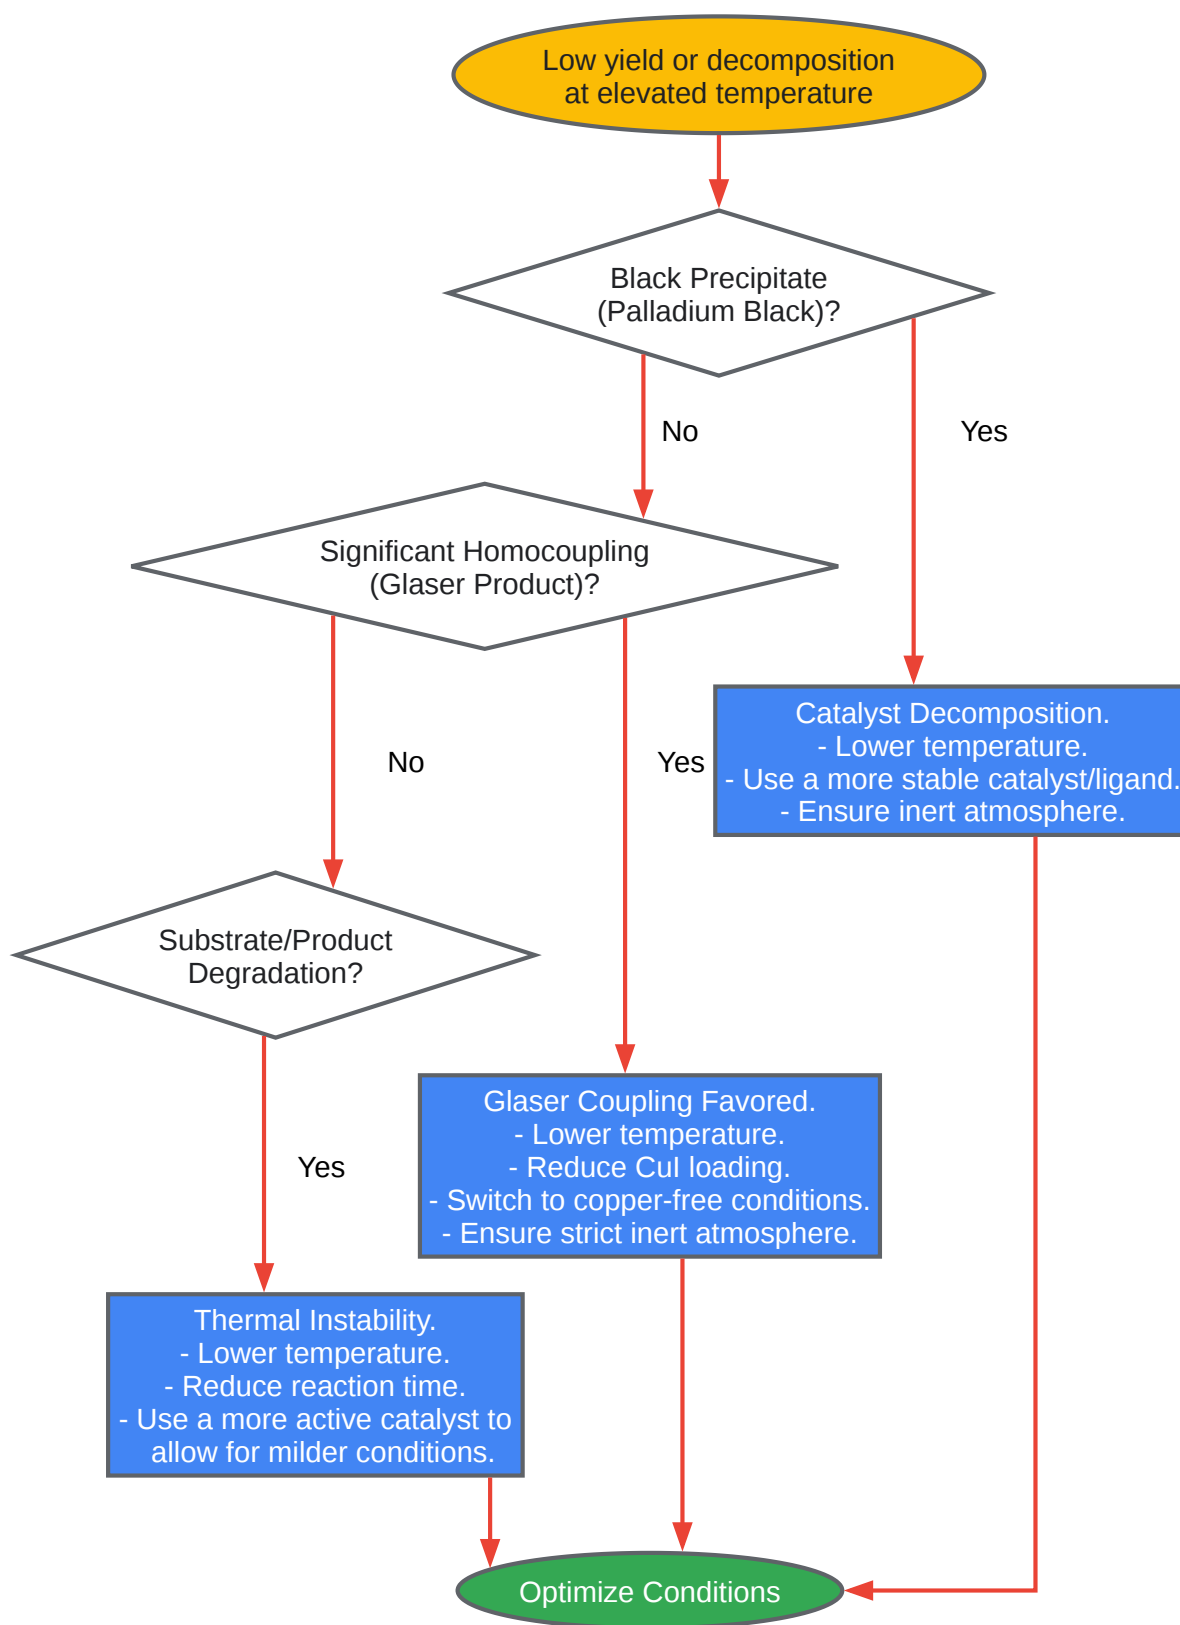 Low yield or decomposition
at elevated temperature
Black Precipitate
(Palladium Black)?
No
Yes
Significant Homocoupling
(Glaser Product)?
No
Yes
Catalyst Decomposition.
- Lower temperature.
- Use a more stable catalyst/ligand.
- Ensure inert atmosphere.
Substrate/Product
Degradation?
Yes
Glaser Coupling Favored.
- Lower temperature.
- Reduce CuI loading.
- Switch to copper-free conditions.
- Ensure strict inert atmosphere.
Thermal Instability.
- Lower temperature.
- Reduce reaction time.
- Use a more active catalyst to
allow for milder conditions.
Optimize Conditions